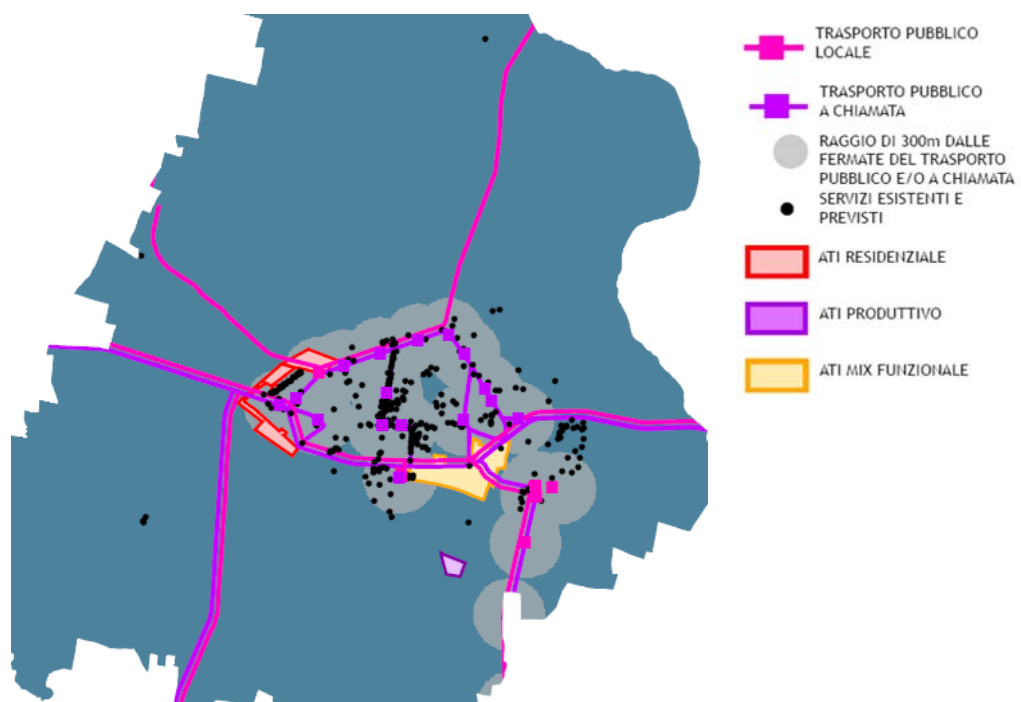 TRASPORTO PUBBLICO
LOCALE
TRASPORTO PUBBLICO
A CHIAMATA
RAGGIO DI 300m DALLE
FERMATE DEL TRASPORTO
PUBBLICO E/O A CHIAMATA
SERVIZI ESISTENTI E
PREVISTI
ATI RESIDENZIALE
ATI PRODUTTIVO
ATI MIX FUNZIONALE